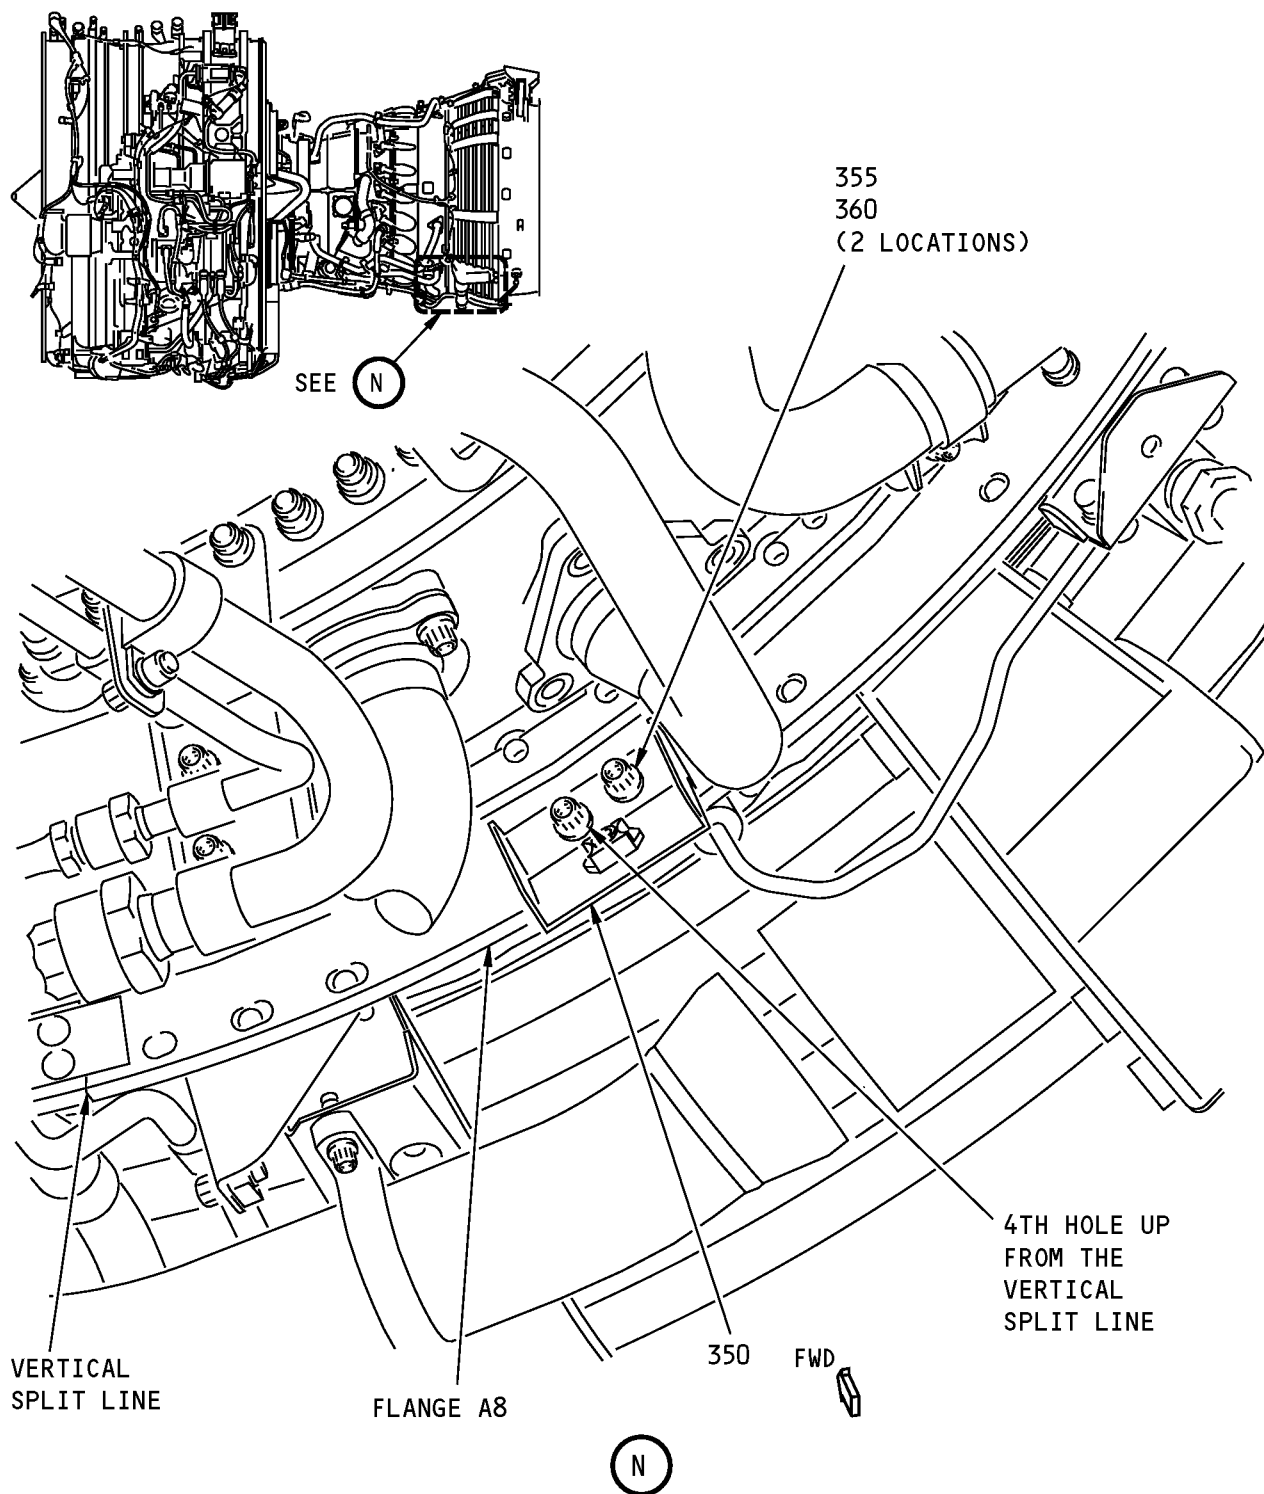 355
360
(2 LOCATIONS)
SEE N
4TH HOLE UP
FROM THE
VERTICAL
SPLIT LINE
350
FWD
VERTICAL
SPLIT LINE
FLANGE A8
N